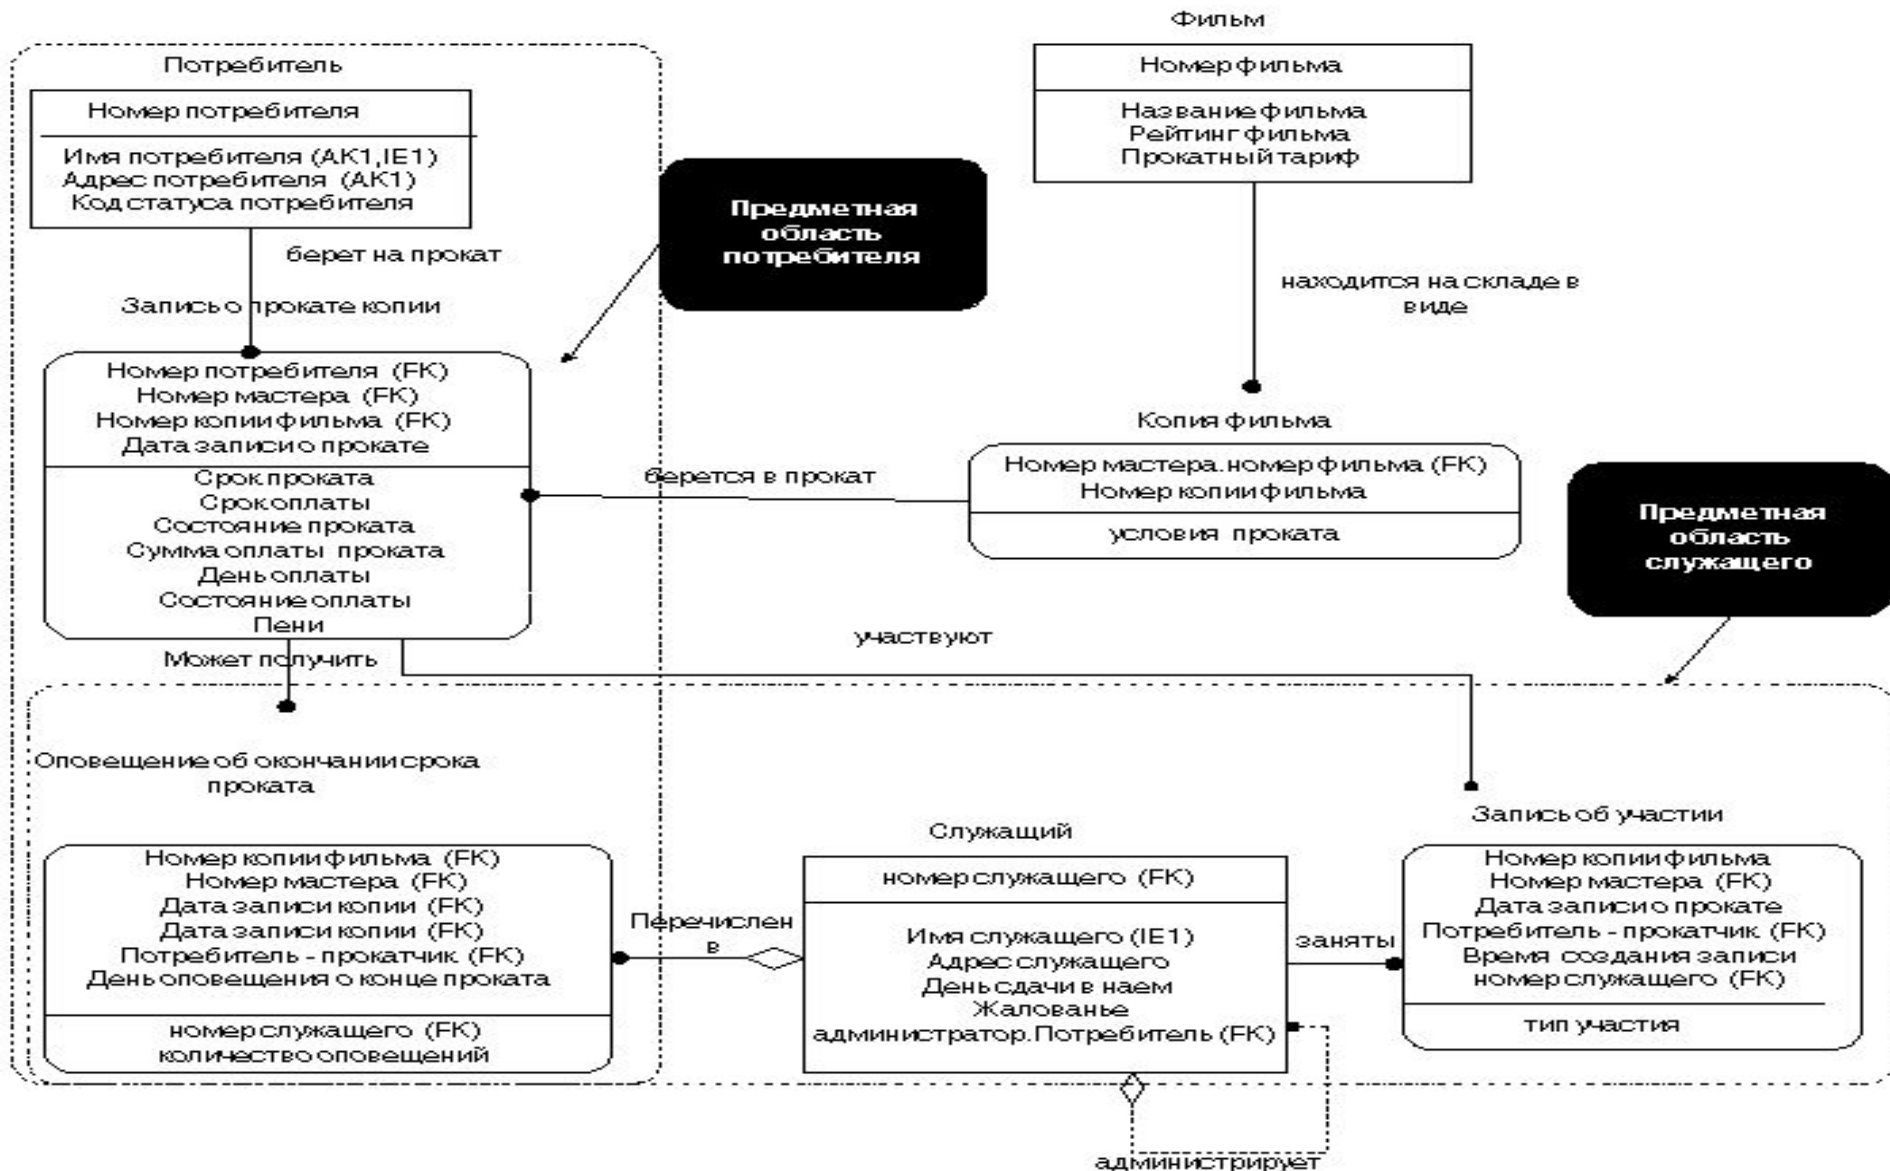 Фильм
Потребитель
Номер фильма
Название фильма
Рейтинг фильма
Прокатный тариф
Номер потребителя
Имя потребителя (АК1,IE1)
Адрес потребителя (АК1)
Код статуса потребителя
Предметная
область
потребителя
берет на прокат
находится на складе в
виде
Запись о прокате копии
Номер потребителя (FK)
Номер мастера (FK)
Номер копии фильма (FK)
Дата записи о прокате
Срок проката
Срок оплаты
Состояние проката
Сумма оплаты проката
День оплаты
Состояние оплаты
Пени
берется в прокат
Копия фильма
Номер мастера.номер фильма (FK)
Номер копии фильма
условия проката
Предметная
область
служащего
Может получить
участвуют
Оповещение об окончании срока
проката
Номер копии фильма (FK)
Номер мастера (FK)
Дата записи копии (FK)
Дата записи копии (FK)
Потребитель - прокатчик (FK)
День оповещения о конце проката
номер служащего (FK)
количество оповещений
Перечислен
в
Служащий
номер служащего (FK)
Имя служащего (IE1)
Адрес служащего
День сдачи в наем
Жалованье
администратор.Потребитель (FK)
заняты
Запись об участии
Номер копии фильма
Номер мастера (FK)
Дата записи о прокате
Потребитель - прокатчик (FK)
Время создания записи
номер служащего (FK)
тип участия
администрирует